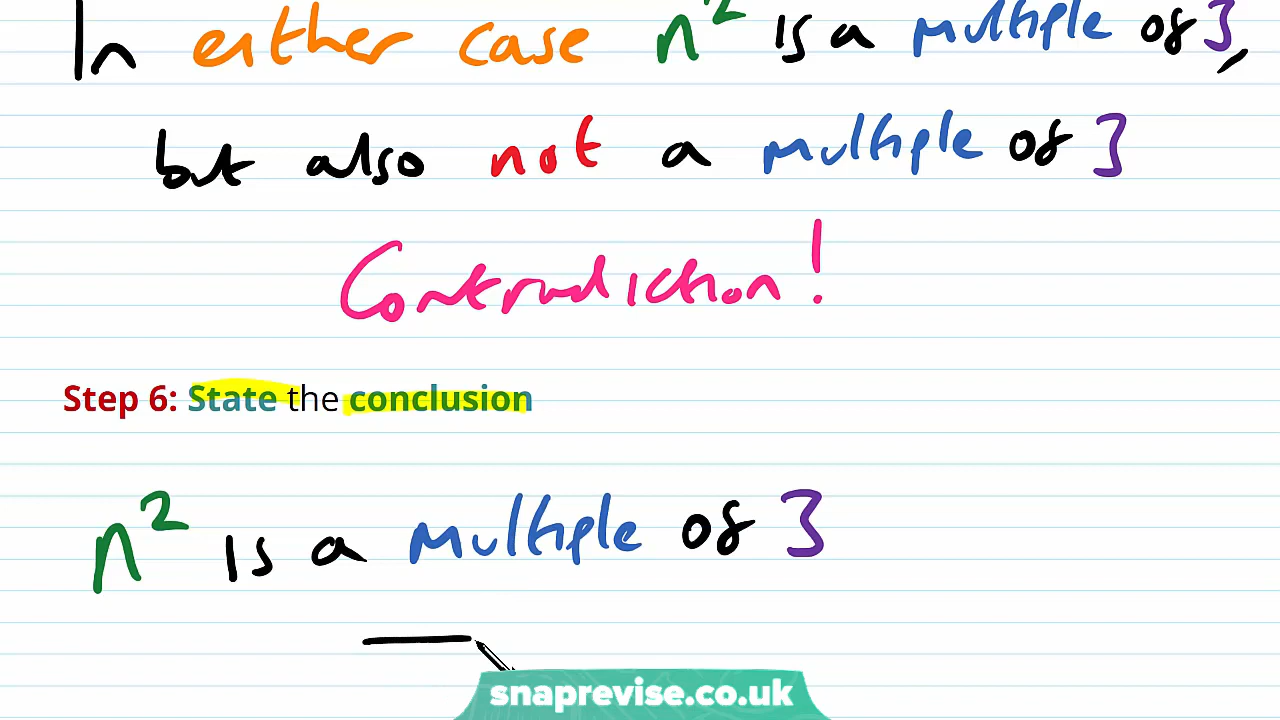 In either case n² is a multiple of 3,
but also not a multiple of 3
Contradiction!
Step 6: State the conclusion
n² is a multiple of 3
snaprevise.co.uk